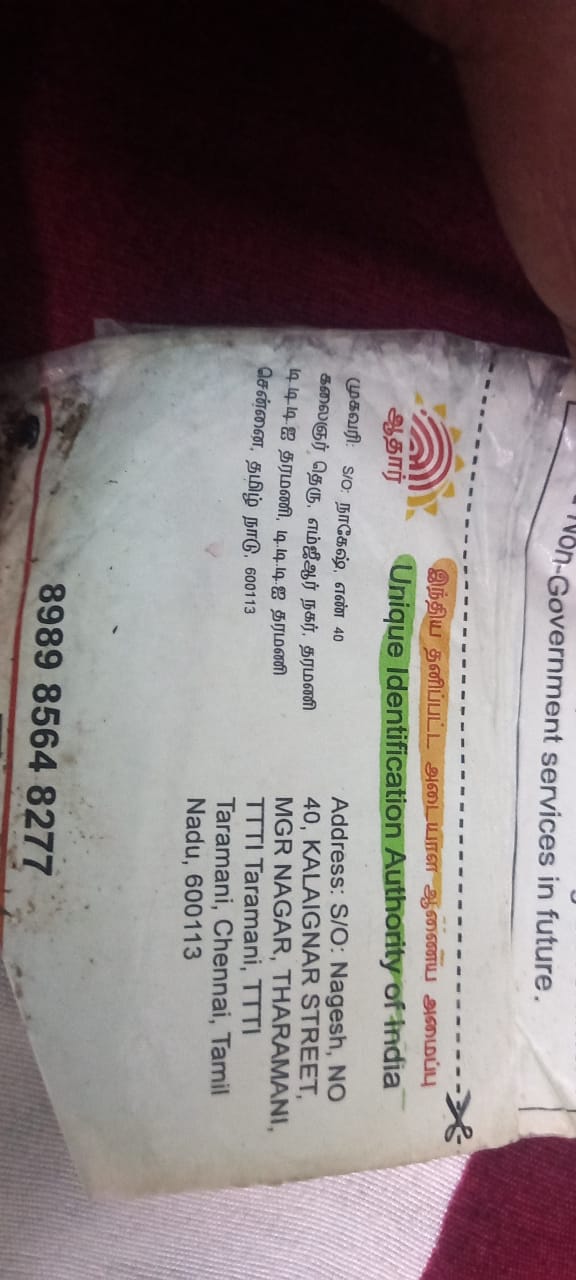 Non-Government services in future.
ஆதார்
இந்திய தனிப்பட்ட அடையாள ஆணைய அமைப்பு
Unique Identification Authority of India
முகவரி: S/O: நாகேஷ், எண் 40
கலைஞர் தெரு, எம்ஜீஆர் நகர், தரமணி
டி.டி.டி.ஐ தரமணி, டி.டி.டி.ஐ தரமணி
சென்னை, தமிழ் நாடு, 600113
Address: S/O: Nagesh, NO
40, KALAIGNAR STREET,
MGR NAGAR, THARAMANI,
TTTI Taramani, TTTI
Taramani, Chennai, Tamil
Nadu, 600113
8989 8564 8277